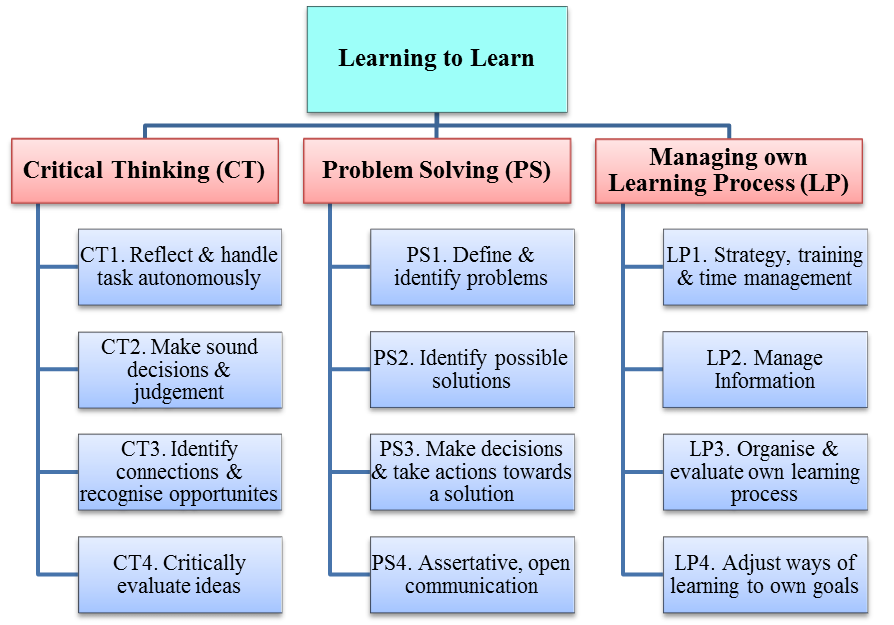 Learning to Learn
Critical Thinking (CT)
CT1. Reflect & handle
task autonomously
CT2. Make sound
decisions &
judgement
CT3. Identify
connections &
recognise opportunites
CT4. Critically
evaluate ideas
Problem Solving (PS)
PS1. Define &
identify problems
PS2. Identify possible
solutions
PS3. Make decisions
& take actions towards
a solution
PS4. Assertative, open
communication
Managing own
Learning Process (LP)
LP1. Strategy, training
& time management
LP2. Manage
Information
LP3. Organise &
evaluate own learning
process
LP4. Adjust ways of
learning to own goals